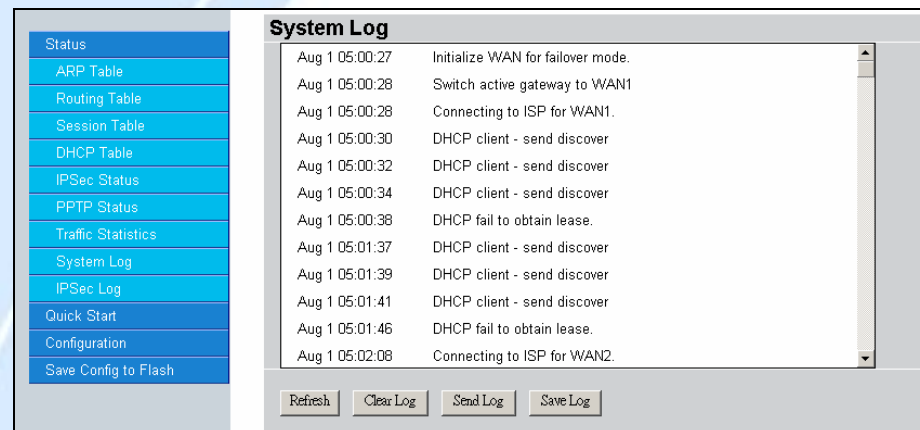 System Log
Status
ARP Table
Routing Table
Session Table
DHCP Table
IPSec Status
PPTP Status
Traffic Statistics
System Log
IPSec Log
Quick Start
Configuration
Save Config to Flash
Aug 1 05:00:27 Initialize WAN for failover mode.
Aug 1 05:00:28 Switch active gateway to WAN1
Aug 1 05:00:28 Connecting to ISP for WAN1.
Aug 1 05:00:30 DHCP client - send discover
Aug 1 05:00:32 DHCP client - send discover
Aug 1 05:00:34 DHCP client - send discover
Aug 1 05:00:38 DHCP fail to obtain lease.
Aug 1 05:01:37 DHCP client - send discover
Aug 1 05:01:39 DHCP client - send discover
Aug 1 05:01:41 DHCP client - send discover
Aug 1 05:01:46 DHCP fail to obtain lease.
Aug 1 05:02:08 Connecting to ISP for WAN2.
Refresh Clear Log Send Log Save Log